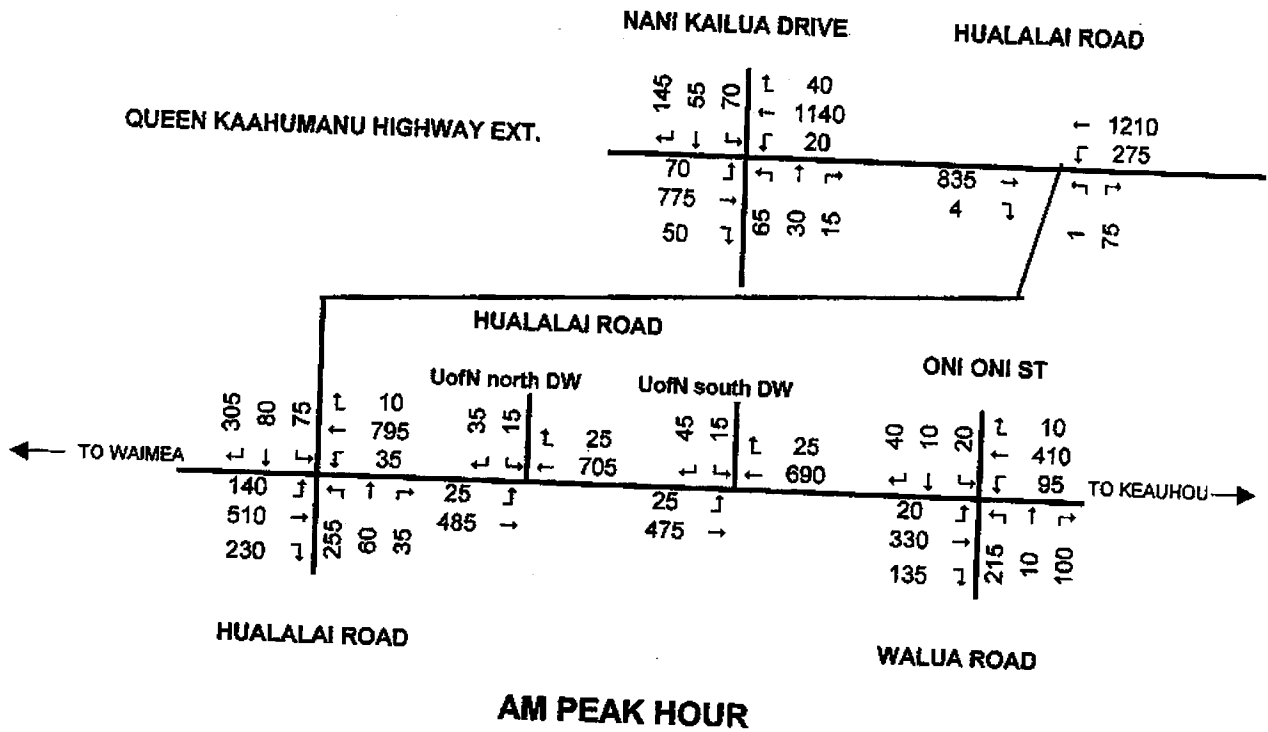 NANI KAILUA DRIVE
HUALALAI ROAD
QUEEN KAAHUMANU HIGHWAY EXT.
145 55 70
40
1140
20
1210
275
70
775
50
65 30 15
835
4
1 75
HUALALAI ROAD
UofN north DW
UofN south DW
ONI ONI ST
305 80 75
10
795
35
35 15
25
705
45 15
25
690
40 10 20
10
410
95
TO WAIMEA
TO KEAUHOU
140
510
230
255 60 35
25
485
25
475
20
330
135
215 10 100
HUALALAI ROAD
WALUA ROAD
AM PEAK HOUR